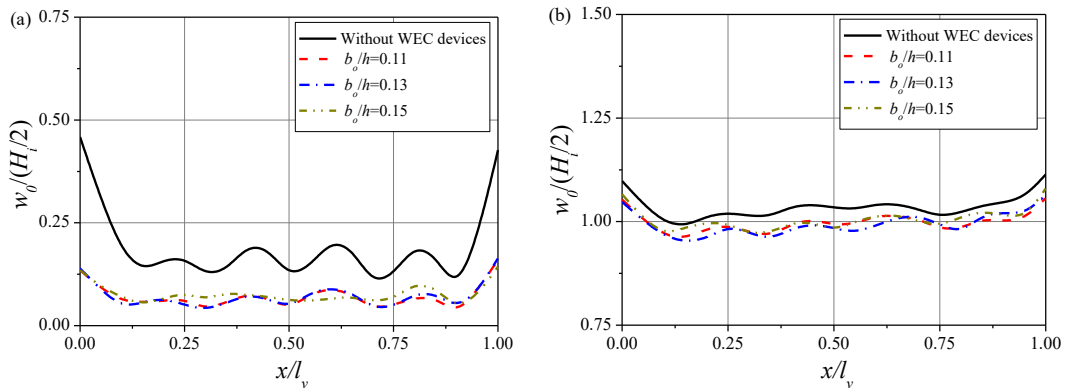 (a)
0.75
0.50
0.25
0.00
w₀/(Hᵢ/2)
Without WEC devices
bₒ/h=0.11
bₒ/h=0.13
bₒ/h=0.15
0.00 0.25 0.50 0.75 1.00
x/lᵥ
(b)
1.50
1.25
1.00
0.75
w₀/(Hᵢ/2)
Without WEC devices
bₒ/h=0.11
bₒ/h=0.13
bₒ/h=0.15
0.00 0.25 0.50 0.75 1.00
x/lᵥ